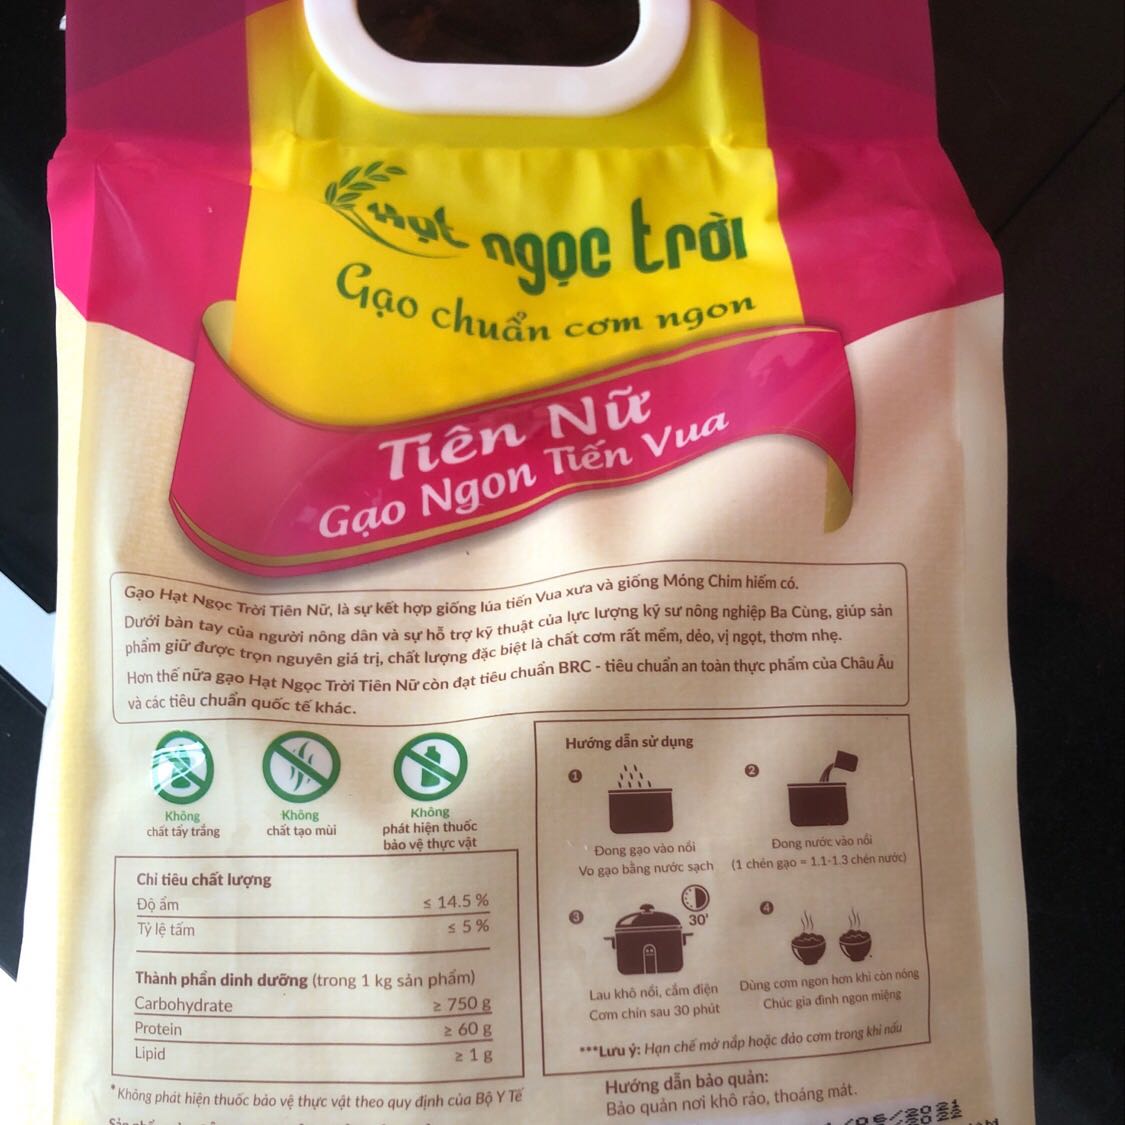 Hạt ngọc trời
Gạo chuẩn cơm ngon
Tiên Nữ
Gạo Ngon Tiến Vua
Gạo Hạt Ngọc Trời Tiên Nữ, là sự kết hợp giống lúa tiến Vua xưa và giống Móng Chim hiếm có.
Dưới bàn tay của người nông dân và sự hỗ trợ kỹ thuật của lực lượng kỹ sư nông nghiệp Ba Cùng, giúp sản
phẩm giữ được trọn nguyên giá trị, chất lượng đặc biệt là chất cơm rất mềm, dẻo, vị ngọt, thơm nhẹ.
Hơn thế nữa gạo Hạt Ngọc Trời Tiên Nữ còn đạt tiêu chuẩn BRC - tiêu chuẩn an toàn thực phẩm của Châu Âu
và các tiêu chuẩn quốc tế khác.
Không
chất tẩy trắng
Không
chất tạo mùi
Không
phát hiện thuốc
bảo vệ thực vật
Chỉ tiêu chất lượng
Độ ẩm ≤ 14.5 %
Tỷ lệ tấm ≤ 5 %
Thành phần dinh dưỡng (trong 1 kg sản phẩm)
Carbohydrate ≥ 750 g
Protein ≥ 60 g
Lipid ≥ 1 g
*Không phát hiện thuốc bảo vệ thực vật theo quy định của Bộ Y Tế
Hướng dẫn sử dụng
1
Đong gạo vào nồi
Vo gạo bằng nước sạch
2
Đong nước vào nồi
(1 chén gạo = 1.1-1.3 chén nước)
3
30'
Lau khô nồi, cắm điện
Cơm chín sau 30 phút
4
Dùng cơm ngon hơn khi còn nóng
Chúc gia đình ngon miệng
***Lưu ý: Hạn chế mở nắp hoặc đảo cơm trong khi nấu
Hướng dẫn bảo quản:
Bảo quản nơi khô ráo, thoáng mát.
/05/2021
2022